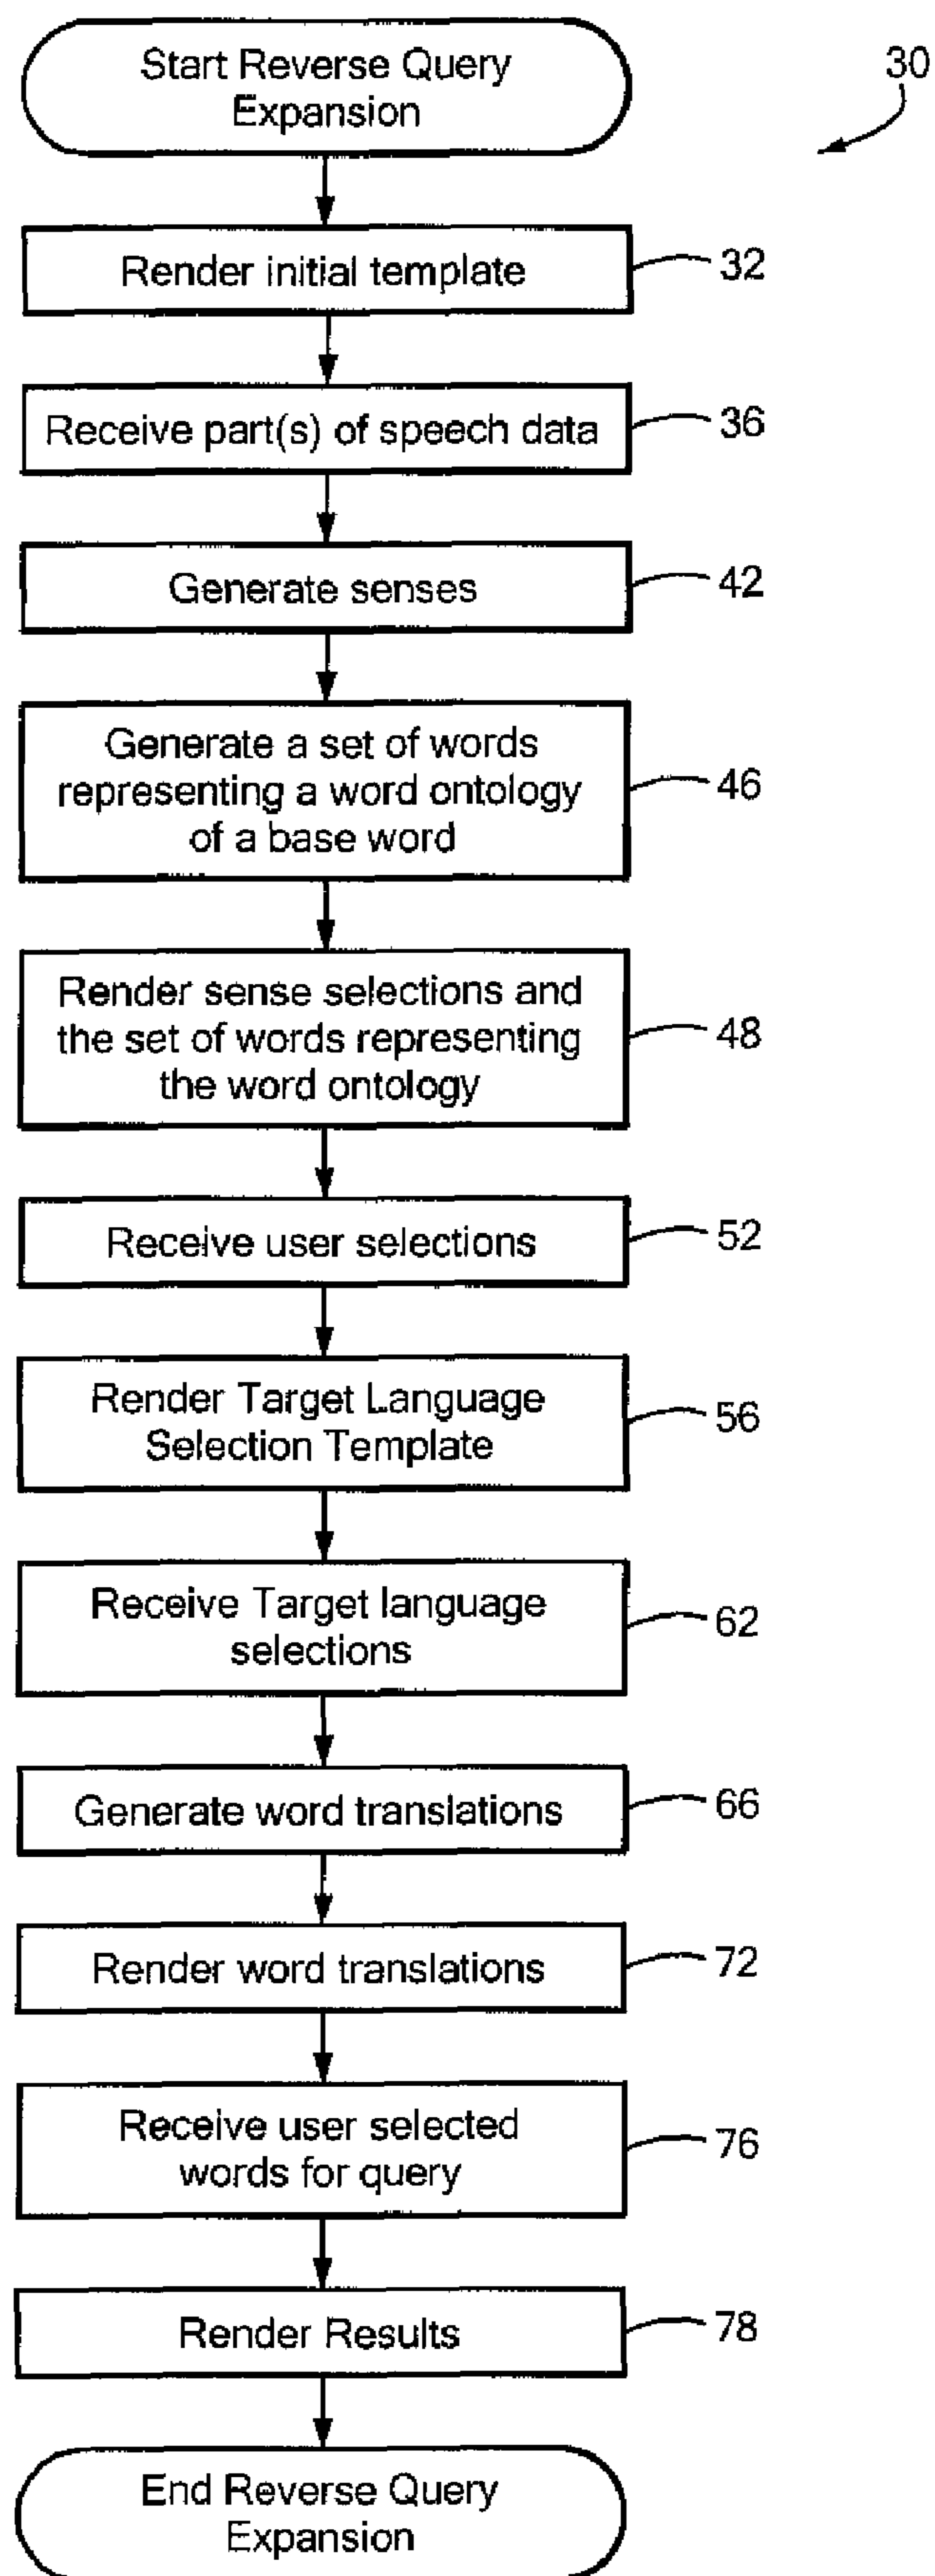 Start Reverse Query
Expansion
30
Render initial template
32
Receive part(s) of speech data
36
Generate senses
42
Generate a set of words
representing a word ontology
of a base word
46
Render sense selections and
the set of words representing
the word ontology
48
Receive user selections
52
Render Target Language
Selection Template
56
Receive Target language
selections
62
Generate word translations
66
Render word translations
72
Receive user selected
words for query
76
Render Results
78
End Reverse Query
Expansion